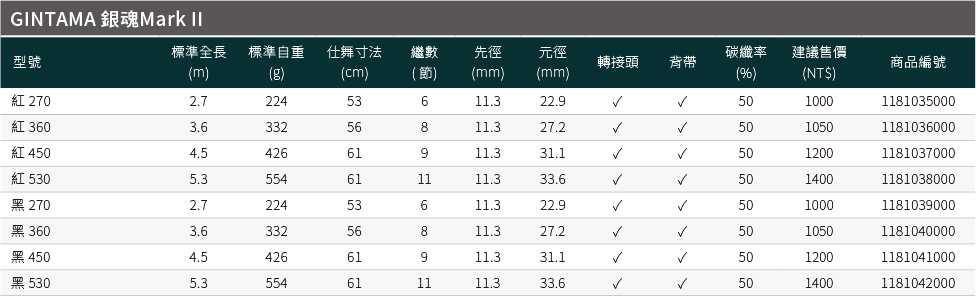 GINTAMA 銀魂Mark II
型號 標準全長 (m) 標準自重 (g) 仕舞寸法 (cm) 繼數 (節) 先徑 (mm) 元徑 (mm) 轉接頭 背帶 碳纖率 (%) 建議售價 (NT$) 商品編號
紅 270 2.7 224 53 6 11.3 22.9 ✓ ✓ 50 1000 1181035000
紅 360 3.6 332 56 8 11.3 27.2 ✓ ✓ 50 1050 1181036000
紅 450 4.5 426 61 9 11.3 31.1 ✓ ✓ 50 1200 1181037000
紅 530 5.3 554 61 11 11.3 33.6 ✓ ✓ 50 1400 1181038000
黑 270 2.7 224 53 6 11.3 22.9 ✓ ✓ 50 1000 1181039000
黑 360 3.6 332 56 8 11.3 27.2 ✓ ✓ 50 1050 1181040000
黑 450 4.5 426 61 9 11.3 31.1 ✓ ✓ 50 1200 1181041000
黑 530 5.3 554 61 11 11.3 33.6 ✓ ✓ 50 1400 1181042000